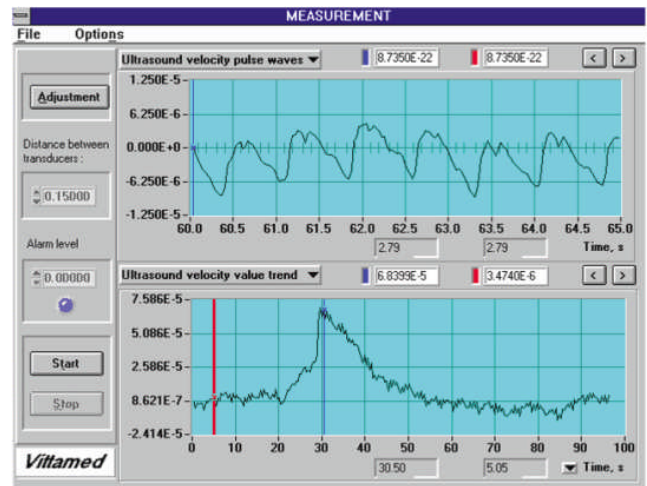 MEASUREMENT
File Options
Ultrasound velocity pulse waves 8.7350E-22 8.7350E-22 < >
1.250E-5
6.250E-6
0.000E+0
-6.250E-6
-1.250E-5
60.0 60.5 61.0 61.5 62.0 62.5 63.0 63.5 64.0 64.5 65.0
2.79 2.79 Time, s
Adjustment
Distance between
transducers :
0.15000
Alarm level
0.00000
Start
Stop
Vittamed
Ultrasound velocity value trend 6.8399E-5 3.4740E-6 < >
7.586E-5
5.086E-5
2.586E-5
8.621E-7
-2.414E-5
0 10 20 30 40 50 60 70 80 90 100
30.50 5.05 Time, s